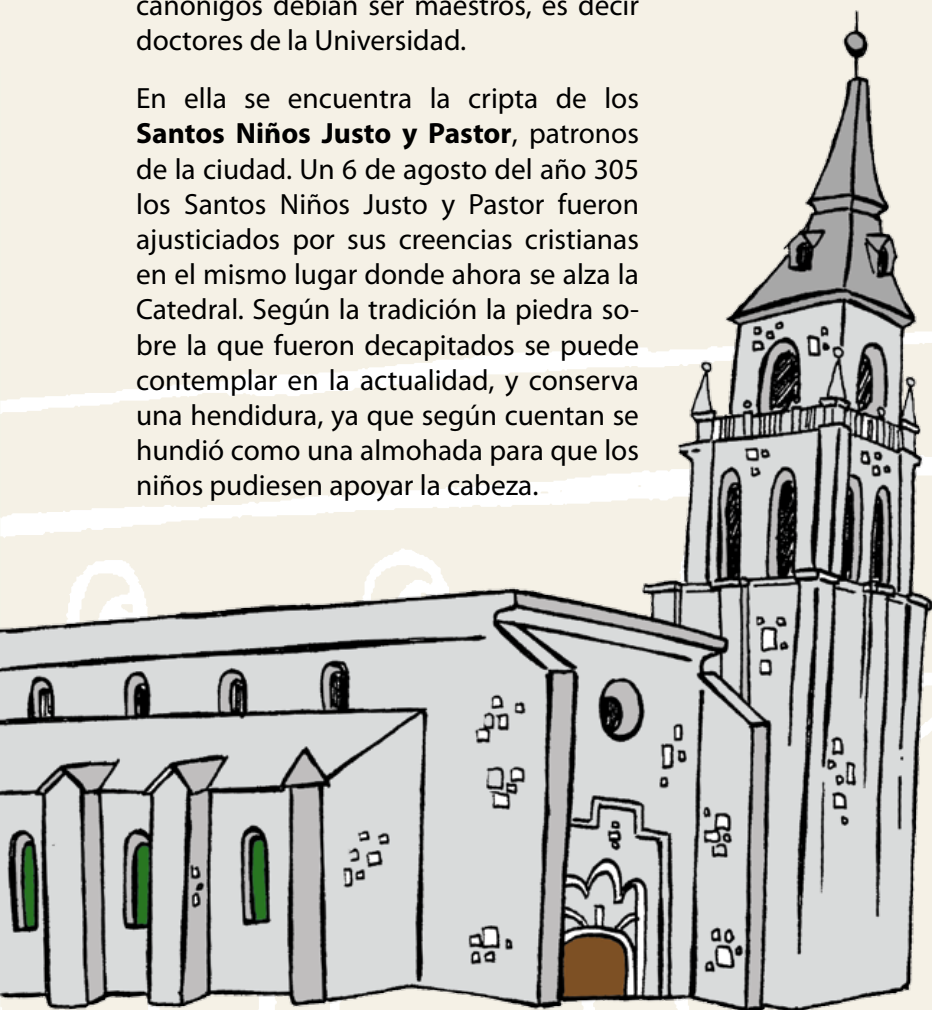 canónigos debían ser maestros, es decir
doctores de la Universidad.
En ella se encuentra la cripta de los
Santos Niños Justo y Pastor, patronos
de la ciudad. Un 6 de agosto del año 305
los Santos Niños Justo y Pastor fueron
ajusticiados por sus creencias cristianas
en el mismo lugar donde ahora se alza la
Catedral. Según la tradición la piedra so-
bre la que fueron decapitados se puede
contemplar en la actualidad, y conserva
una hendidura, ya que según cuentan se
hundió como una almohada para que los
niños pudiesen apoyar la cabeza.